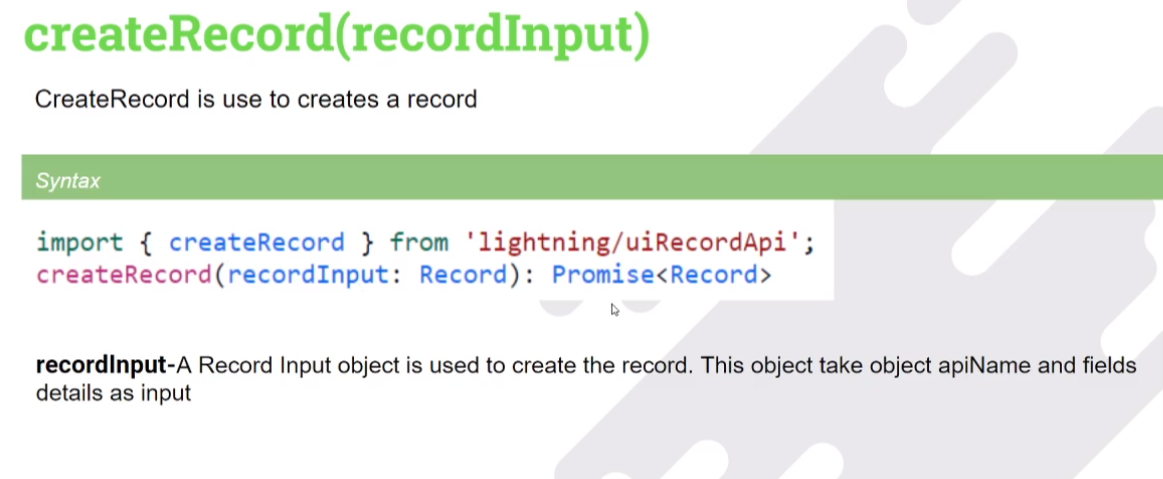 createRecord(recordInput)
CreateRecord is use to creates a record
Syntax
import { createRecord } from 'lightning/uiRecordApi';
createRecord(recordInput: Record): Promise<Record>
recordInput-A Record Input object is used to create the record. This object take object apiName and fields
details as input